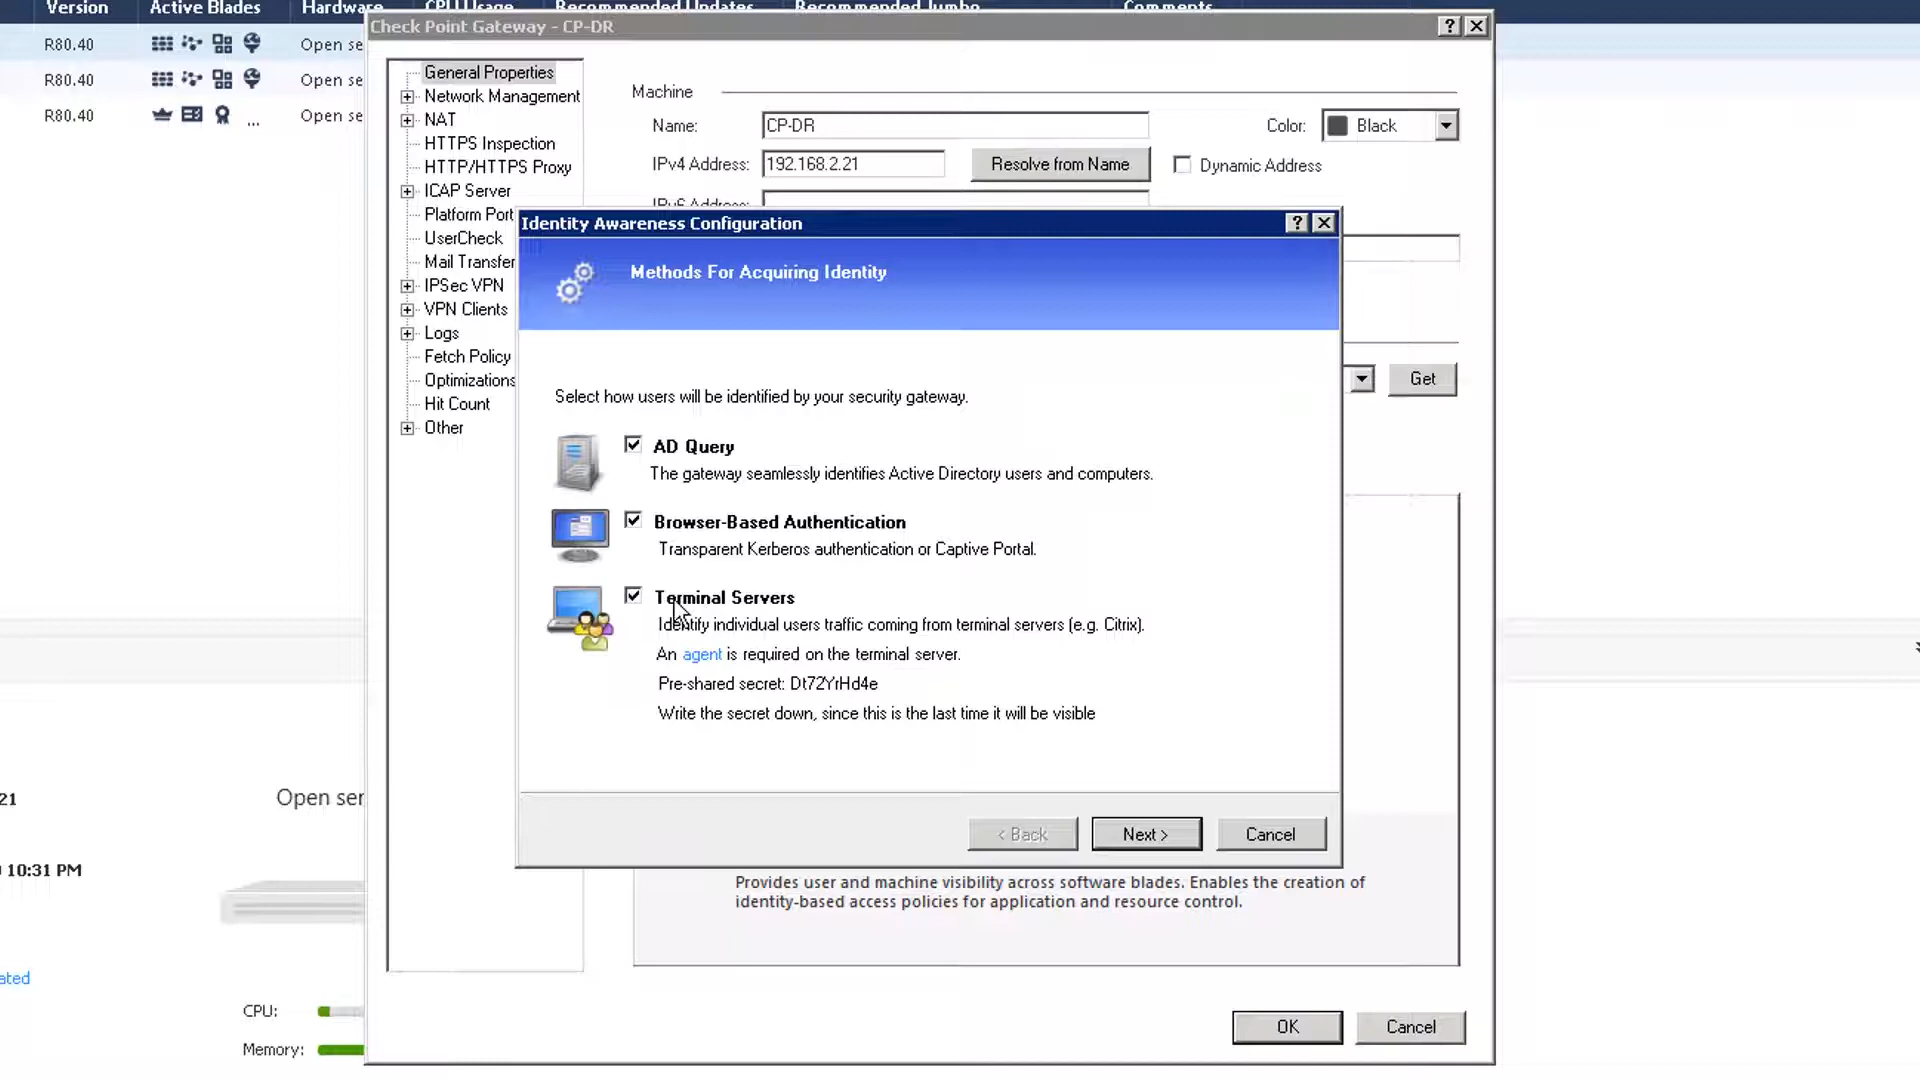 Version Active Blades Hardware CPU Usage Recommended Updates Recommended Jumbo Comments
Check Point Gateway - CP-DR
R80.40 Open se
R80.40 Open se
R80.40 ... Open se
General Properties
Network Management
NAT
HTTPS Inspection
HTTP/HTTPS Proxy
ICAP Server
Platform Port
UserCheck
Mail Transfer
IPSec VPN
VPN Clients
Logs
Fetch Policy
Optimizations
Hit Count
Other
Machine
Name: CP-DR Color: Black
IPv4 Address: 192.168.2.21 Resolve from Name Dynamic Address
IPv6 Address:
Get
Identity Awareness Configuration
Methods For Acquiring Identity
Select how users will be identified by your security gateway.
AD Query
The gateway seamlessly identifies Active Directory users and computers.
Browser-Based Authentication
Transparent Kerberos authentication or Captive Portal.
Terminal Servers
Identify individual users traffic coming from terminal servers (e.g. Citrix).
An agent is required on the terminal server.
Pre-shared secret: Dt72YrHd4e
Write the secret down, since this is the last time it will be visible
< Back Next > Cancel
Provides user and machine visibility across software blades. Enables the creation of
identity-based access policies for application and resource control.
21 Open ser
10:31 PM
ated
CPU:
Memory:
OK Cancel